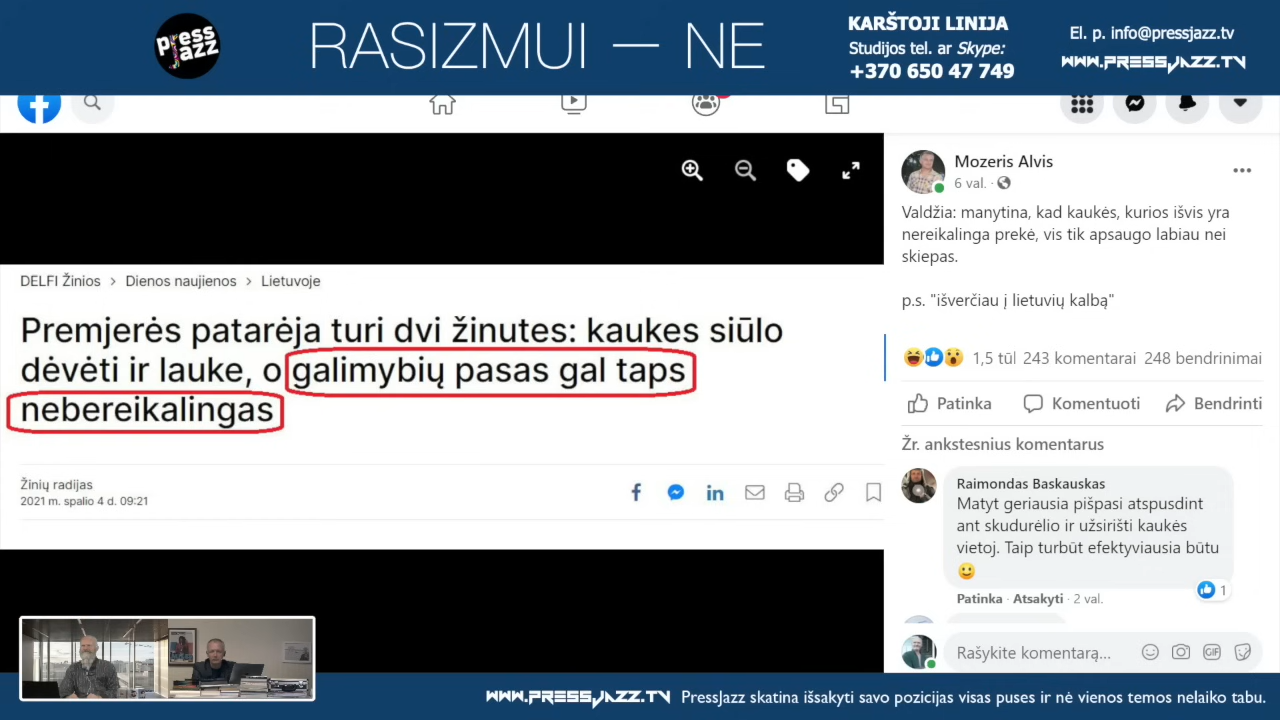 press
jazz
RASIZMUI — NE
KARŠTOJI LINIJA
Studijos tel. ar Skype:
+370 650 47 749
El. p. info@pressjazz.tv
WWW.PRESSJAZZ.TV
DELFI Žinios > Dienos naujienos > Lietuvoje
Premjerės patarėja turi dvi žinutes: kaukes siūlo
dėvėti ir lauke, o galimybių pasas gal taps
nebereikalingas
Žinių radijas
2021 m. spalio 4 d. 09:21
Mozeris Alvis
6 val. ·
Valdžia: manytina, kad kaukės, kurios išvis yra
nereikalinga prekė, vis tik apsaugo labiau nei
skiepas.
p.s. "išverčiau į lietuvių kalbą"
1,5 tūl 243 komentarai 248 bendrinimai
Patinka Komentuoti Bendrinti
Žr. ankstesnius komentarus
Raimondas Baskauskas
Matyt geriausia pišpasi atspusdint
ant skudurėlio ir užsirišti kaukės
vietoj. Taip turbūt efektyviausia būtu
1
Patinka · Atsakyti · 2 val.
Rašykite komentarą...
GIF
WWW.PRESSJAZZ.TV PressJazz skatina išsakyti savo pozicijas visas puses ir nė vienos temos nelaiko tabu.